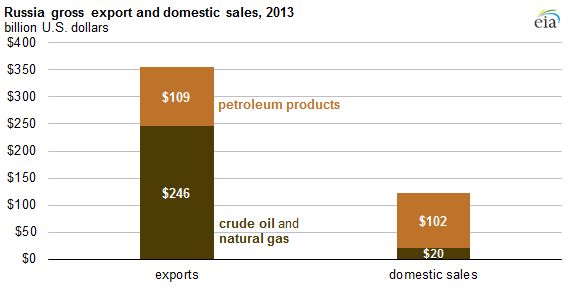 Russia gross export and domestic sales, 2013
billion U.S. dollars
eia
$400
$350
$300
$250
$200
$150
$100
$50
$0
$109
petroleum products
$246
crude oil and
natural gas
$102
$20
exports
domestic sales